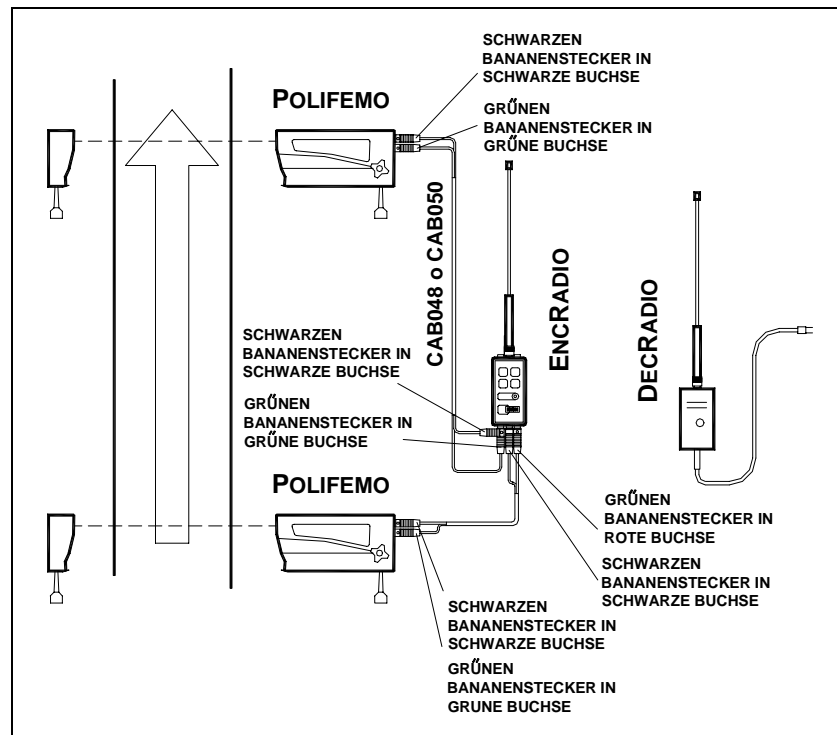 SCHWARZEN
BANANENSTECKER IN
SCHWARZE BUCHSE
POLIFEMO
GRŰNEN
BANANENSTECKER IN
GRŰNE BUCHSE
CAB048 o CAB050
ENCRADIO
DECRADIO
SCHWARZEN
BANANENSTECKER IN
SCHWARZE BUCHSE
GRŰNEN
BANANENSTECKER IN
GRŰNE BUCHSE
POLIFEMO
GRŰNEN
BANANENSTECKER IN
ROTE BUCHSE
SCHWARZEN
BANANENSTECKER IN
SCHWARZE BUCHSE
SCHWARZEN
BANANENSTECKER IN
SCHWARZE BUCHSE
GRŰNEN
BANANENSTECKER IN
GRUNE BUCHSE